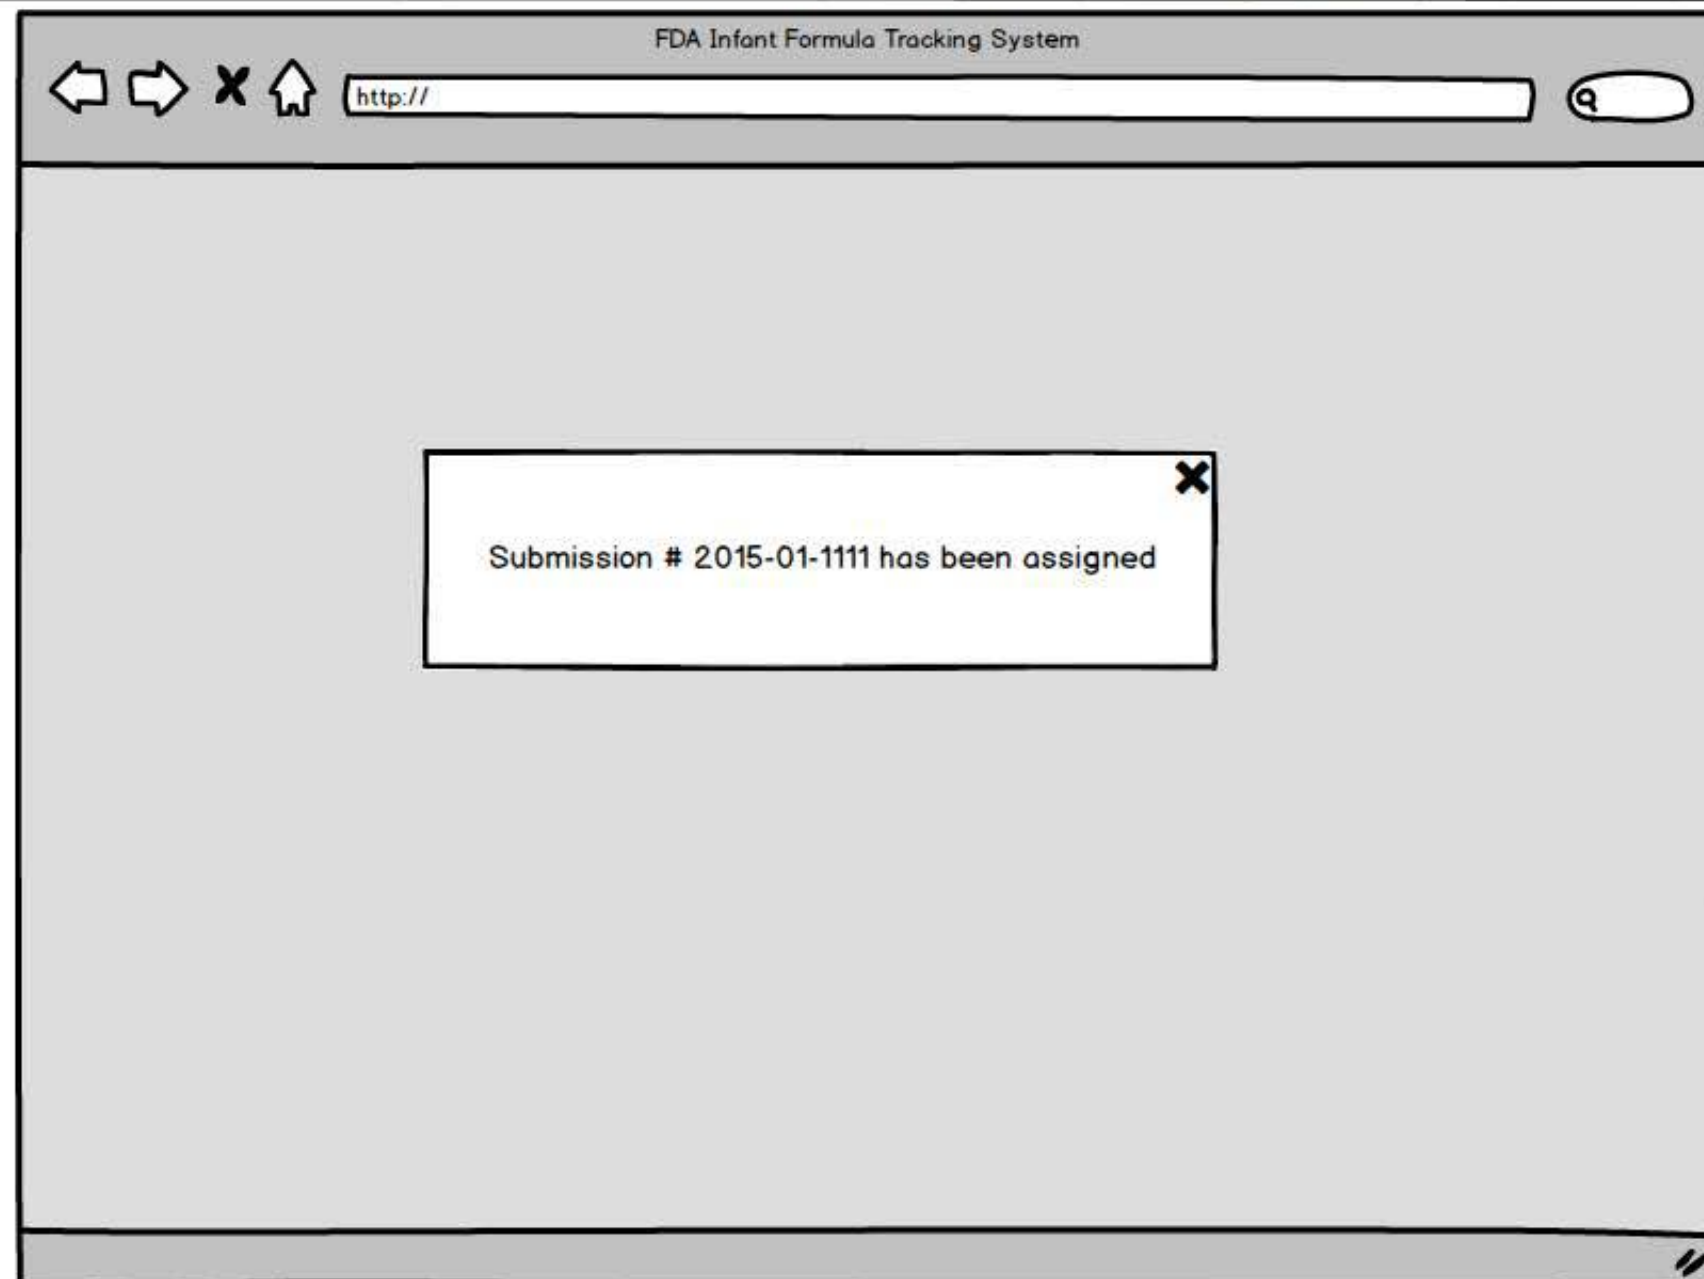 FDA Infant Formula Tracking System
http://
Submission # 2015-01-1111 has been assigned